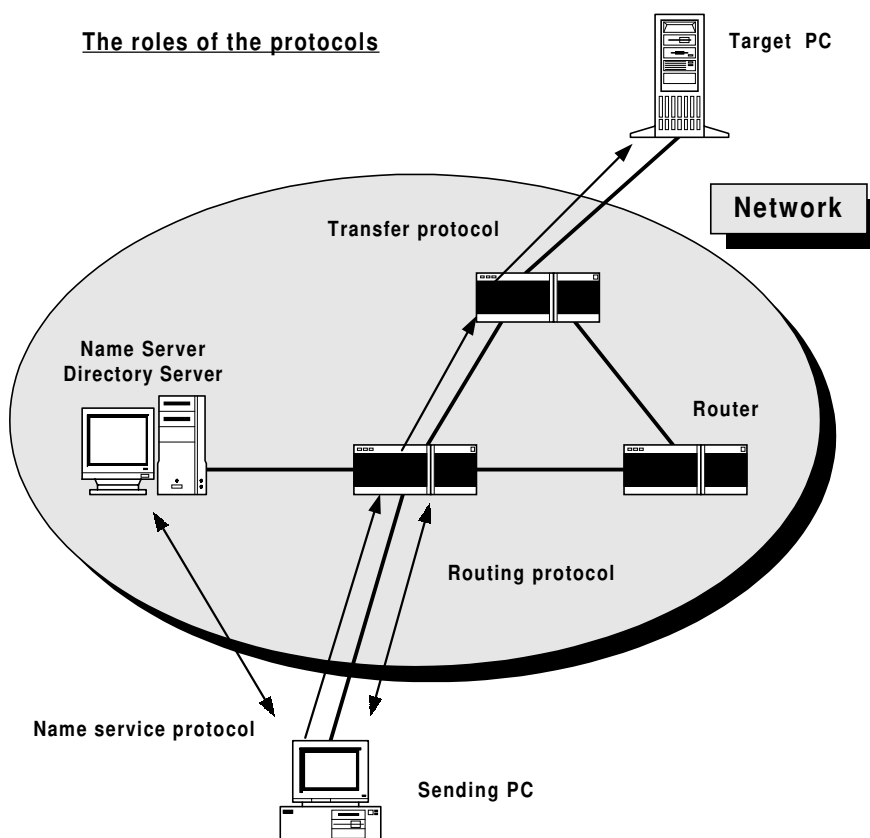 The roles of the protocols
Target PC
Network
Transfer protocol
Name Server
Directory Server
Router
Routing protocol
Name service protocol
Sending PC